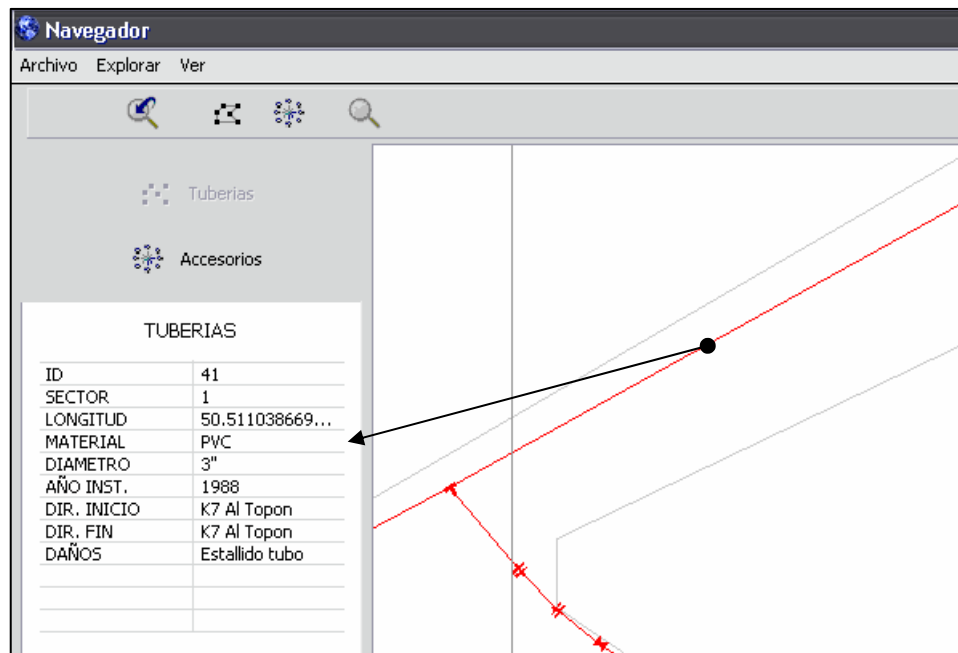 Navegador
Archivo Explorar Ver
Tuberias
Accesorios
TUBERIAS
ID 41
SECTOR 1
LONGITUD 50.511038669...
MATERIAL PVC
DIAMETRO 3"
AÑO INST. 1988
DIR. INICIO K7 Al Topon
DIR. FIN K7 Al Topon
DAÑOS Estallido tubo